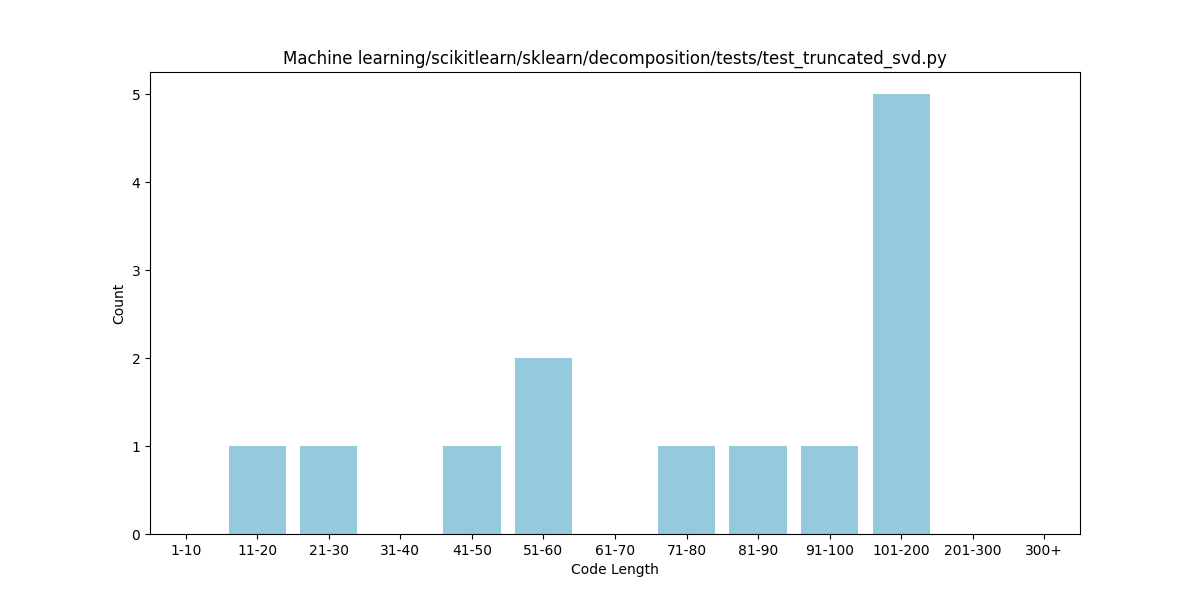 Machine learning/scikitlearn/sklearn/decomposition/tests/test_truncated_svd.py
5
4
3
2
1
0
Count
1-10 11-20 21-30 31-40 41-50 51-60 61-70 71-80 81-90 91-100 101-200 201-300 300+
Code Length